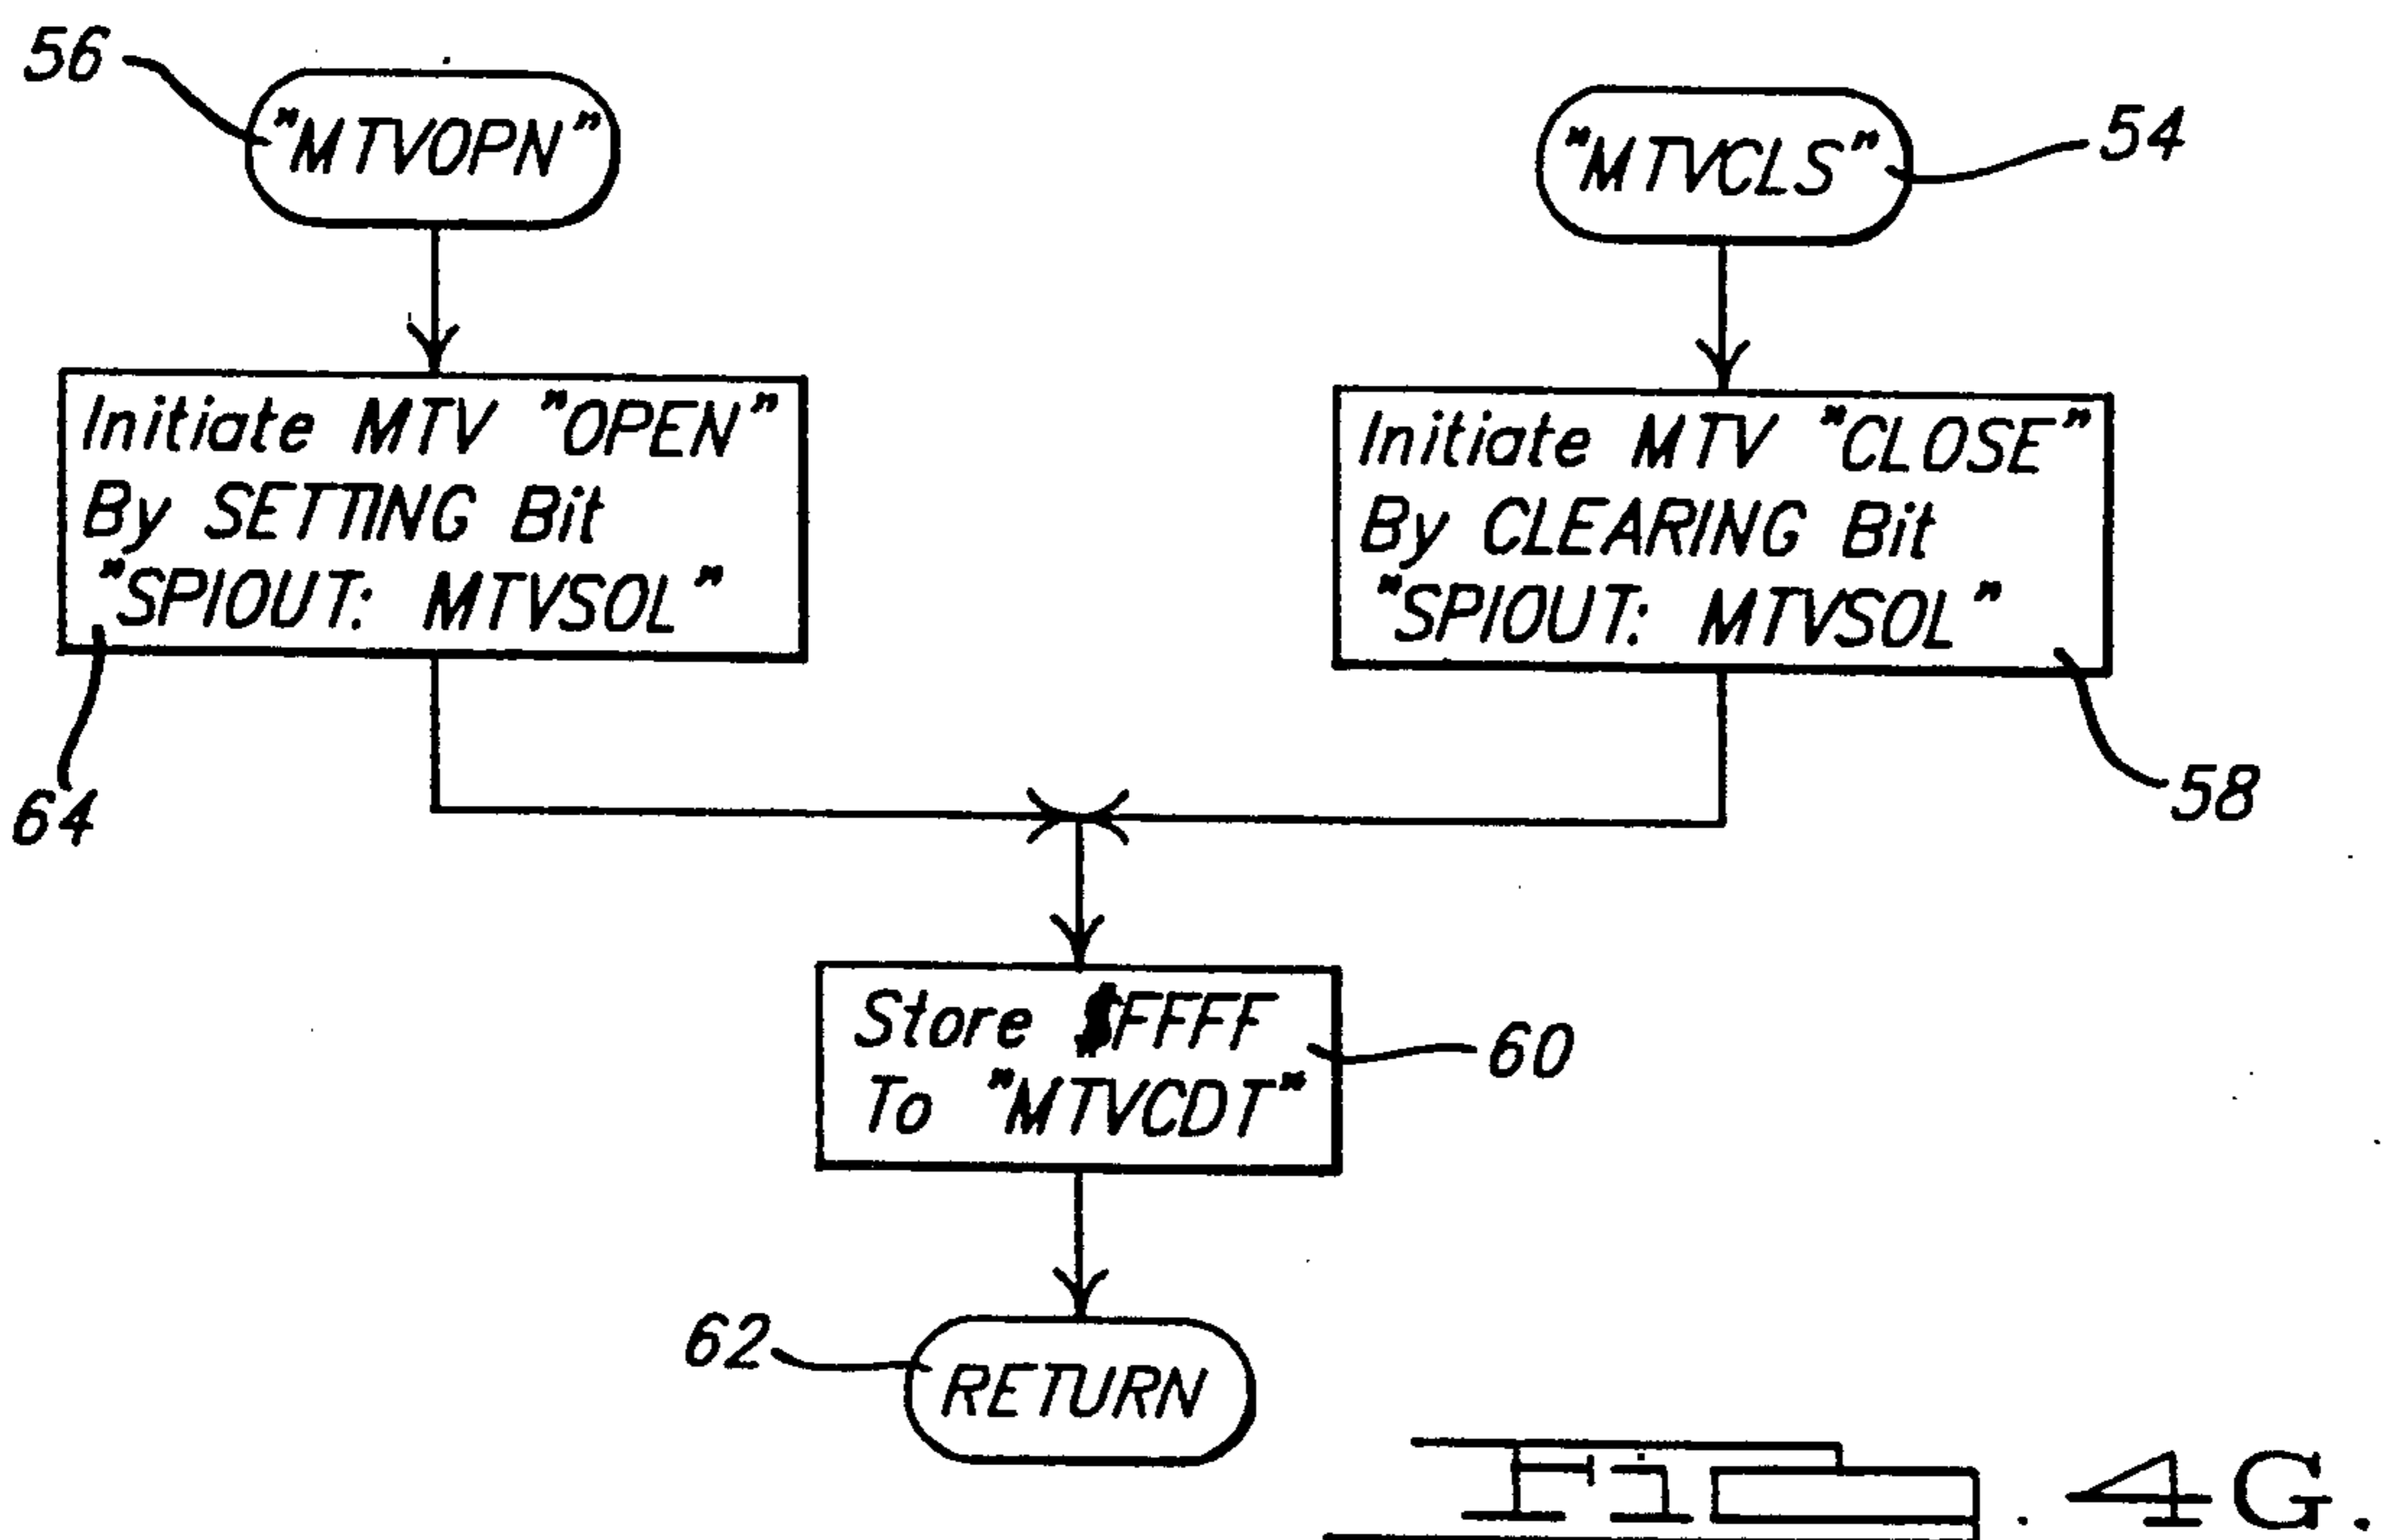 56
"MTVOPN"
"MTVCLS"
54
Initiate MTV "OPEN"
By SETTING Bit
"SPIOUT: MTVSOL"
64
Initiate MTV "CLOSE"
By CLEARING Bit
"SPIOUT: MTVSOL"
58
Store $FFFF
To "MTVCDT"
60
62
RETURN
Fig. 4G.